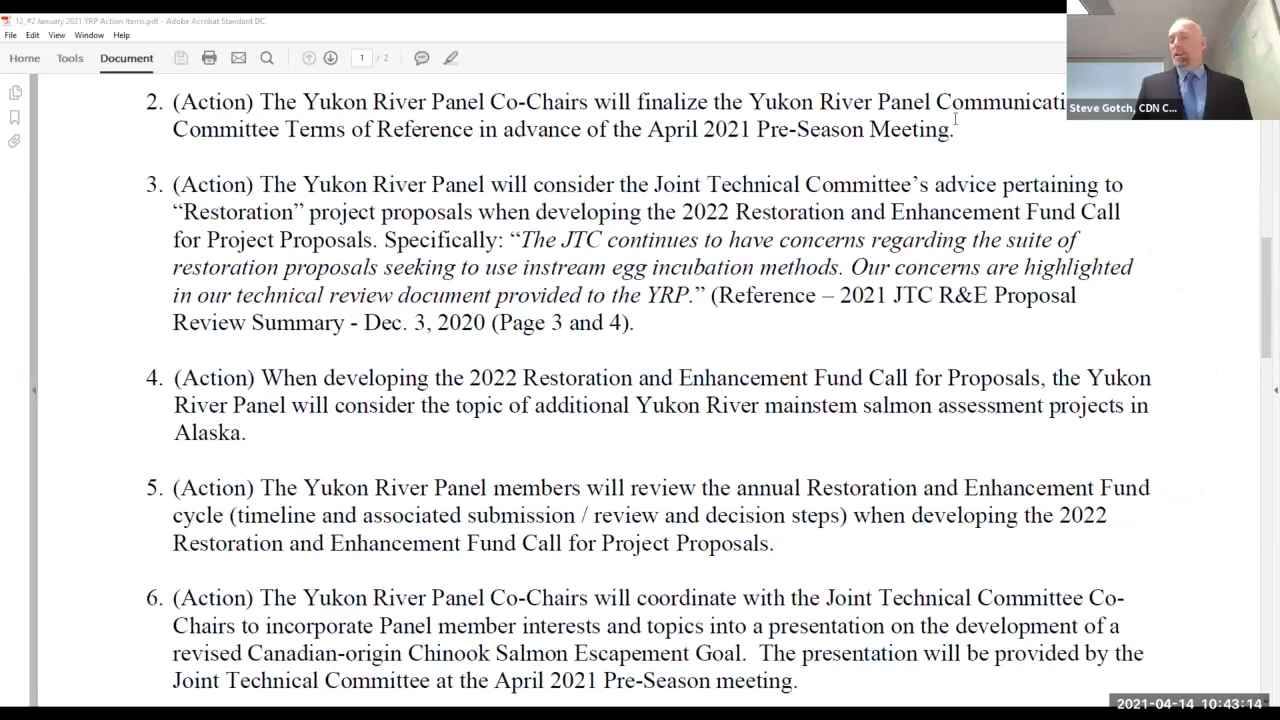 12_#2 January 2021 YRP Action Items.pdf - Adobe Acrobat Standard DC
File Edit View Window Help
Home Tools Document 1 / 2
2. (Action) The Yukon River Panel Co-Chairs will finalize the Yukon River Panel Communicati
Committee Terms of Reference in advance of the April 2021 Pre-Season Meeting.
Steve Gotch, CDN C...
3. (Action) The Yukon River Panel will consider the Joint Technical Committee’s advice pertaining to
“Restoration” project proposals when developing the 2022 Restoration and Enhancement Fund Call
for Project Proposals. Specifically: “The JTC continues to have concerns regarding the suite of
restoration proposals seeking to use instream egg incubation methods. Our concerns are highlighted
in our technical review document provided to the YRP.” (Reference – 2021 JTC R&E Proposal
Review Summary - Dec. 3, 2020 (Page 3 and 4).
4. (Action) When developing the 2022 Restoration and Enhancement Fund Call for Proposals, the Yukon
River Panel will consider the topic of additional Yukon River mainstem salmon assessment projects in
Alaska.
5. (Action) The Yukon River Panel members will review the annual Restoration and Enhancement Fund
cycle (timeline and associated submission / review and decision steps) when developing the 2022
Restoration and Enhancement Fund Call for Project Proposals.
6. (Action) The Yukon River Panel Co-Chairs will coordinate with the Joint Technical Committee Co-
Chairs to incorporate Panel member interests and topics into a presentation on the development of a
revised Canadian-origin Chinook Salmon Escapement Goal. The presentation will be provided by the
Joint Technical Committee at the April 2021 Pre-Season meeting.
2021-04-14 10:43:14